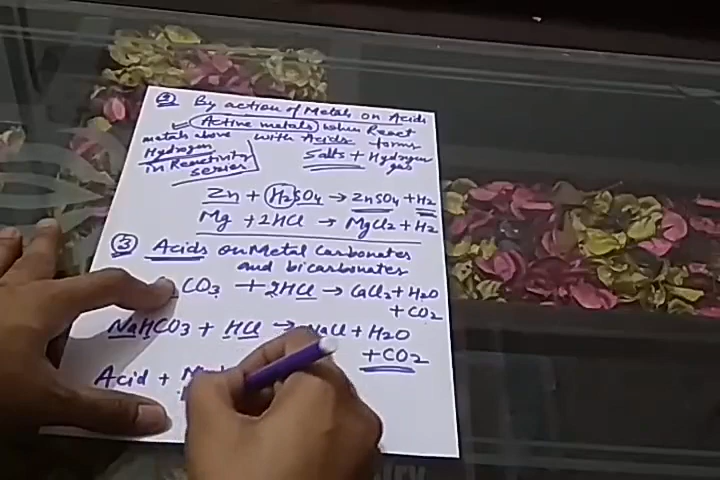 ② By action of Metals on Acids
Active metals when React
metals above with Acids forms
Hydrogen Salts + Hydrogen
in Reactivity gas
series
Zn + H2SO4 → ZnSO4 + H2
Mg + 2HCl → MgCl2 + H2
③ Acids on Metal Carbonates
and bicarbonates
CO3 + 2HCl → CaCl2 + H2O
+ CO2
NaHCO3 + HCl → NaCl + H2O
+ CO2
Acid +